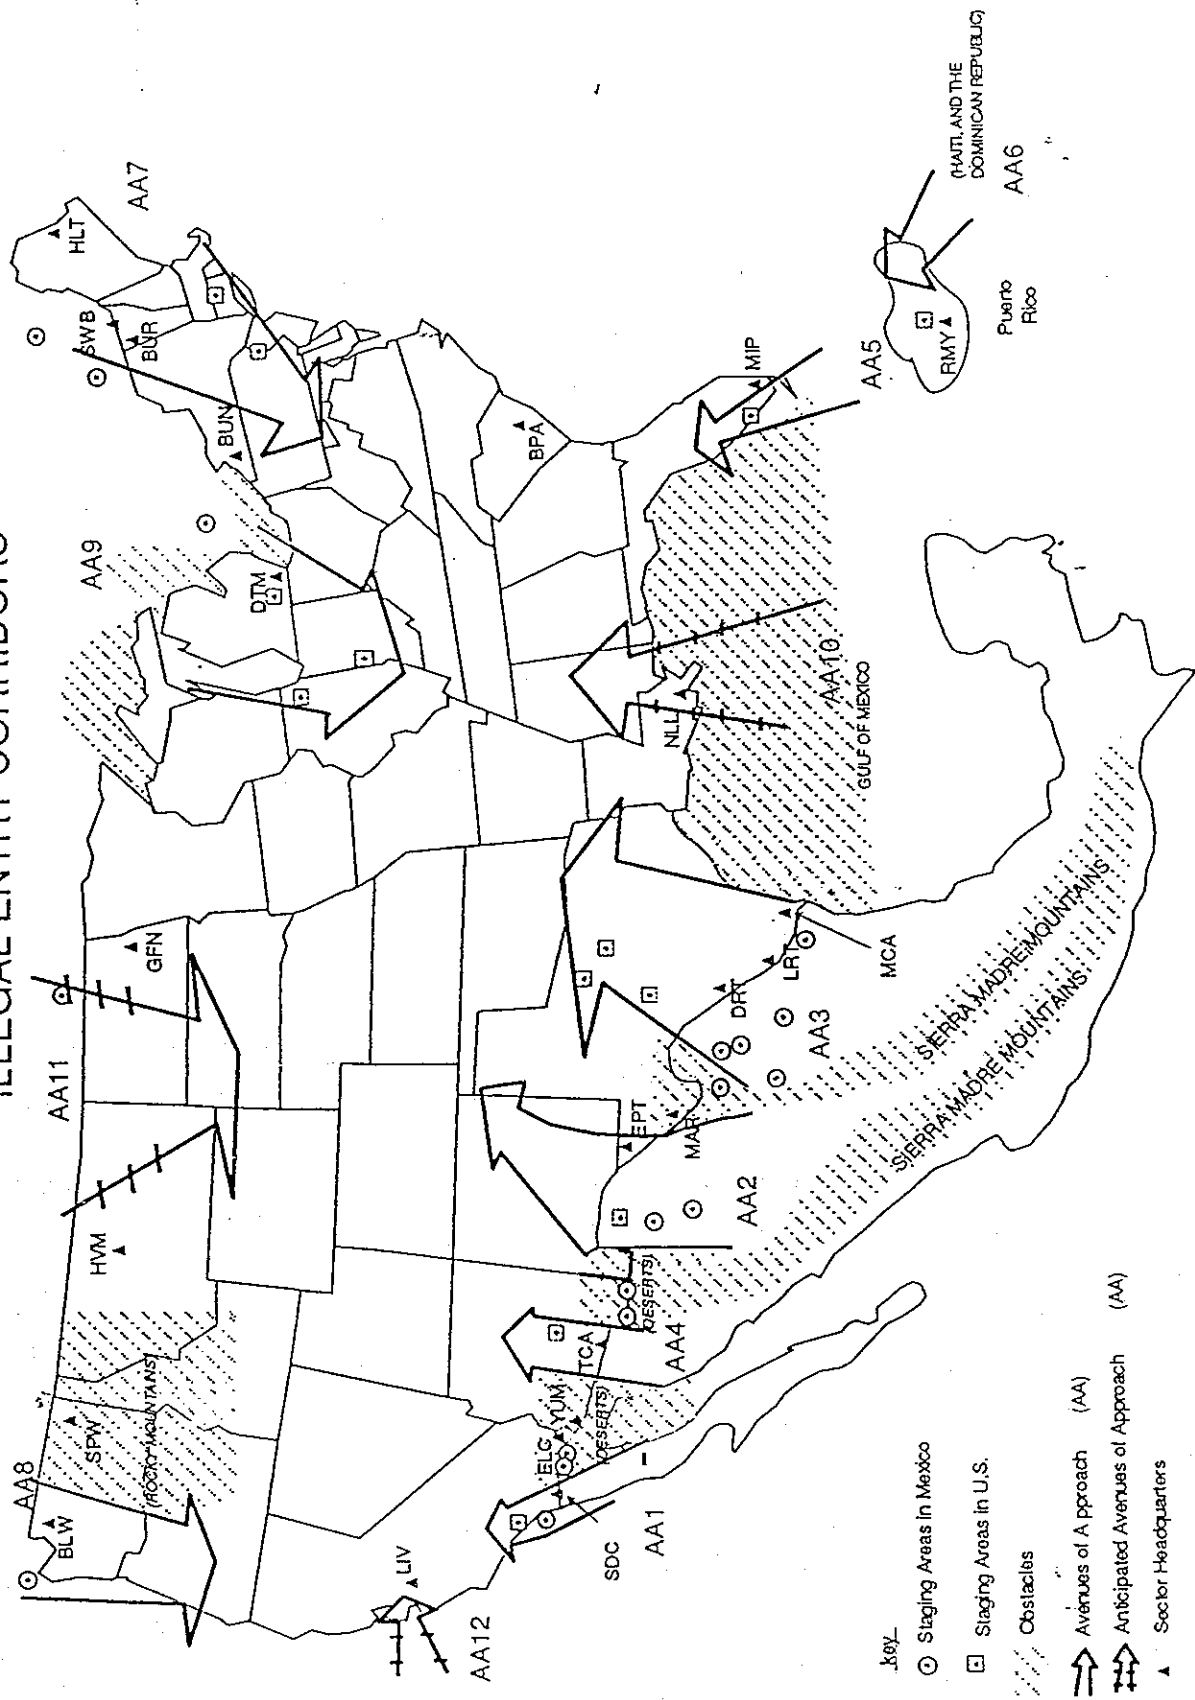 ILLEGAL ENTRY CORRIDORS
AA8
BLW
SPW
(ROCKY MOUNTAINS)
HVM
AA11
GFN
AA9
DTM
BUN
SWB
BUR
HLT
AA7
LIV
AA12
SDC
AA1
ELG
YUM
(DESERTS)
TCA
AA4
(DESERTS)
AA2
EPT
MAR
DRT
AA3
LRT
MCA
NLL
AA10
GULF OF MEXICO
BPA
MIP
AA5
RMY
Puerto
Rico
AA6
(HAITI, AND THE
DOMINICAN REPUBLIC)
SIERRA MADRE MOUNTAINS
SIERRA MADRE MOUNTAINS
key
Staging Areas in Mexico
Staging Areas in U.S.
Obstacles
Avenues of Approach (AA)
Anticipated Avenues of Approach (AA)
Sector Headquarters